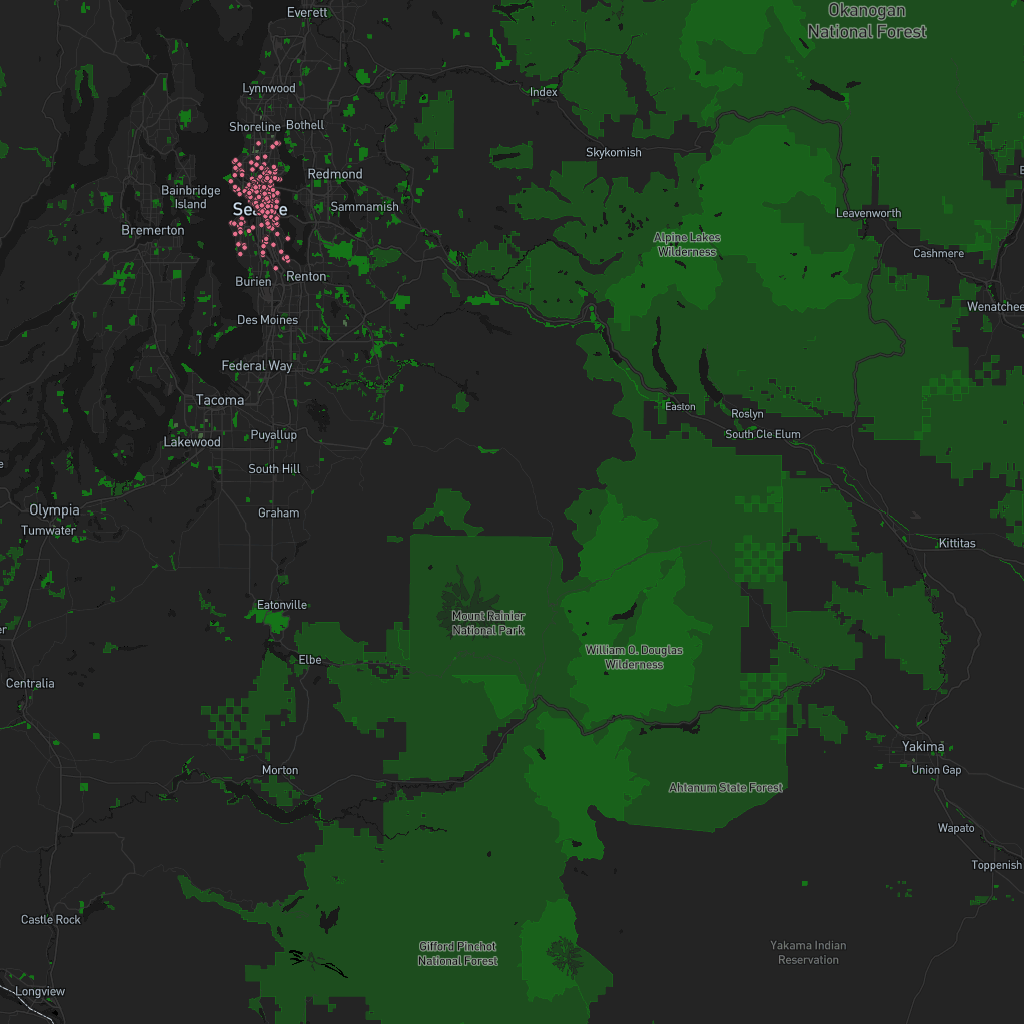 Okanogan
National Forest
Everett
Lynnwood
Index
Shoreline
Bothell
Skykomish
Redmond
Bainbridge
Island
Sammamish
Seattle
Leavenworth
Bremerton
Alpine Lakes
Wilderness
Cashmere
Burien
Renton
Wenatchee
Des Moines
Federal Way
Tacoma
Easton
Roslyn
Lakewood
Puyallup
South Cle Elum
South Hill
Olympia
Graham
Tumwater
Kittitas
Eatonville
Mount Rainier
National Park
William O. Douglas
Wilderness
Elbe
Centralia
Yakima
Morton
Union Gap
Ahtanum State Forest
Wapato
Toppenish
Castle Rock
Gifford Pinchot
National Forest
Yakama Indian
Reservation
Longview